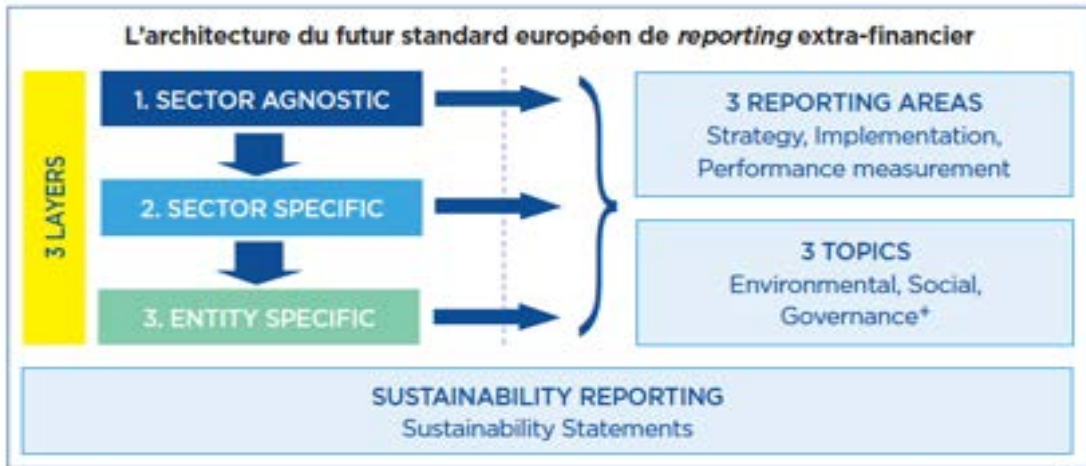 L'architecture du futur standard européen de reporting extra-financier
3 LAYERS
1. SECTOR AGNOSTIC
2. SECTOR SPECIFIC
3. ENTITY SPECIFIC
3 REPORTING AREAS
Strategy, Implementation,
Performance measurement
3 TOPICS
Environmental, Social,
Governance+
SUSTAINABILITY REPORTING
Sustainability Statements